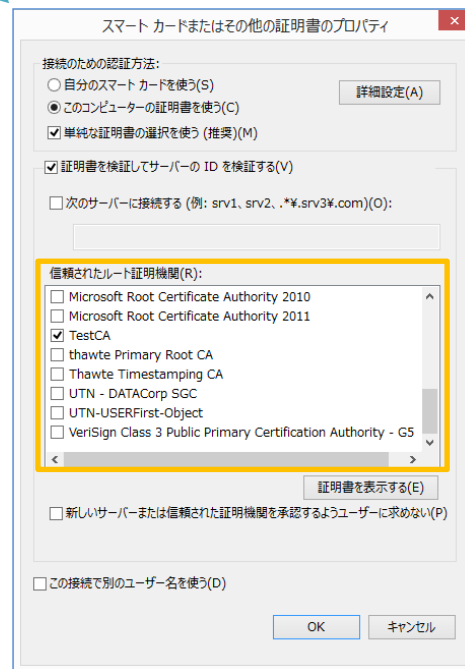 スマート カードまたはその他の証明書のプロパティ
接続のための認証方法:
自分のスマート カードを使う(S)
詳細設定(A)
このコンピューターの証明書を使う(C)
単純な証明書の選択を使う (推奨)(M)
証明書を検証してサーバーの ID を検証する(V)
次のサーバーに接続する (例: srv1、srv2、.*¥.srv3¥.com)(O):
信頼されたルート証明機関(R):
Microsoft Root Certificate Authority 2010
Microsoft Root Certificate Authority 2011
TestCA
thawte Primary Root CA
Thawte Timestamping CA
UTN - DATACorp SGC
UTN-USERFirst-Object
VeriSign Class 3 Public Primary Certification Authority - G5
証明書を表示する(E)
新しいサーバーまたは信頼された証明機関を承認するようユーザーに求めない(P)
この接続で別のユーザー名を使う(D)
OK
キャンセル